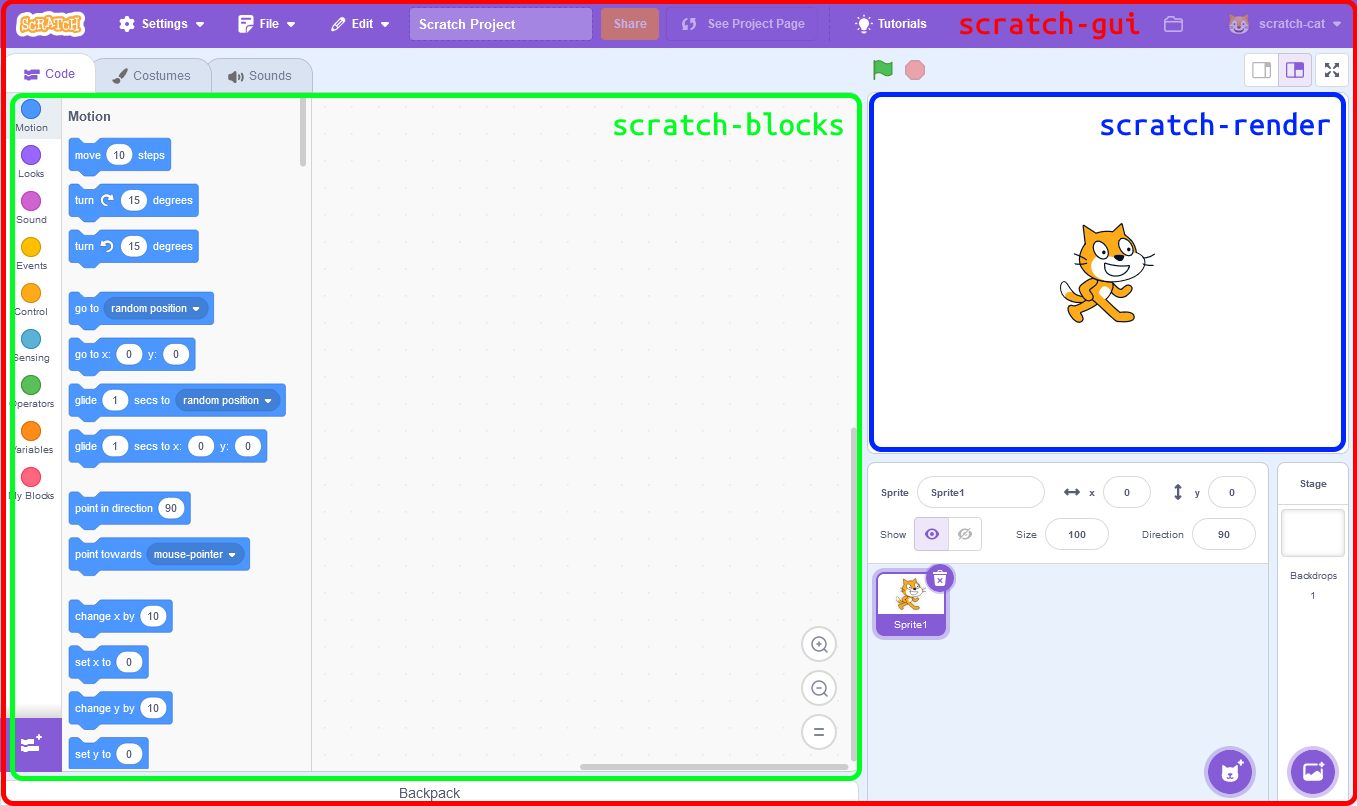 SCRATCH Settings File Edit Scratch Project Share See Project Page Tutorials scratch-gui scratch-cat
Code Costumes Sounds
Motion
Looks
Sound
Events
Control
Sensing
Operators
Variables
My Blocks
Motion
move 10 steps
turn 15 degrees
turn 15 degrees
go to random position
go to x: 0 y: 0
glide 1 secs to random position
glide 1 secs to x: 0 y: 0
point in direction 90
point towards mouse-pointer
change x by 10
set x to 0
change y by 10
set y to 0
scratch-blocks
Backpack
scratch-render
Sprite Sprite1 x 0 y 0
Show Size 100 Direction 90
Sprite1
Stage
Backdrops
1